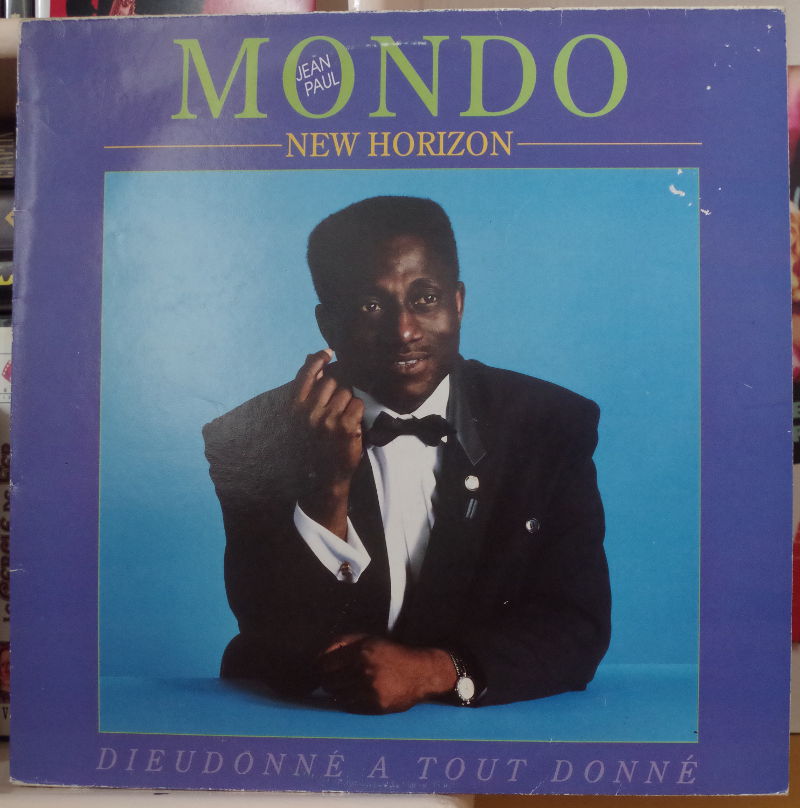 MONDO
JEAN
PAUL
NEW HORIZON
DIEUDONNÉ A TOUT DONNÉ